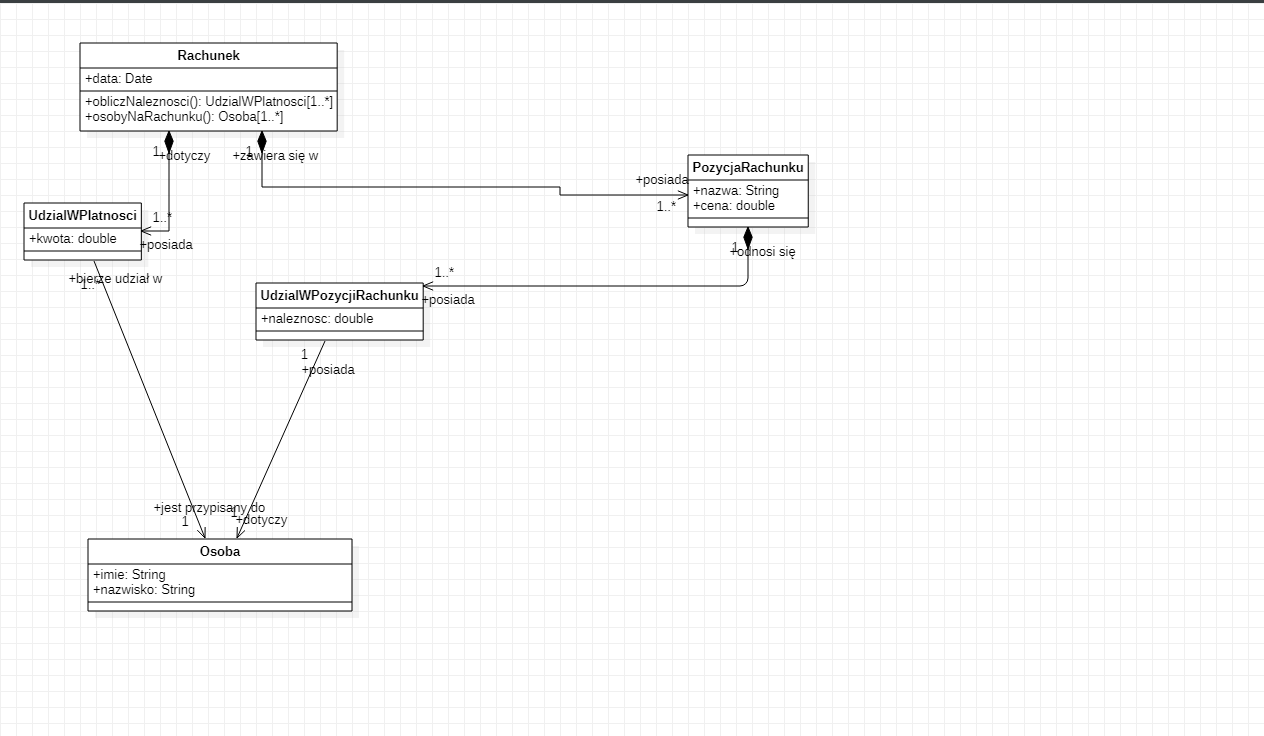 Rachunek
+data: Date
+obliczNaleznosci(): UdzialWPlatnosci[1..*]
+osobyNaRachunku(): Osoba[1..*]
1
+dotyczy
1
+zawiera się w
PozycjaRachunku
+nazwa: String
+cena: double
+posiada
1..*
UdzialWPlatnosci
+kwota: double
1..*
+posiada
1
+odnosi się
+bierze udział w
1..*
1..*
+posiada
UdzialWPozycjiRachunku
+naleznosc: double
1
+posiada
+jest przypisany do
1
1
+dotyczy
Osoba
+imie: String
+nazwisko: String